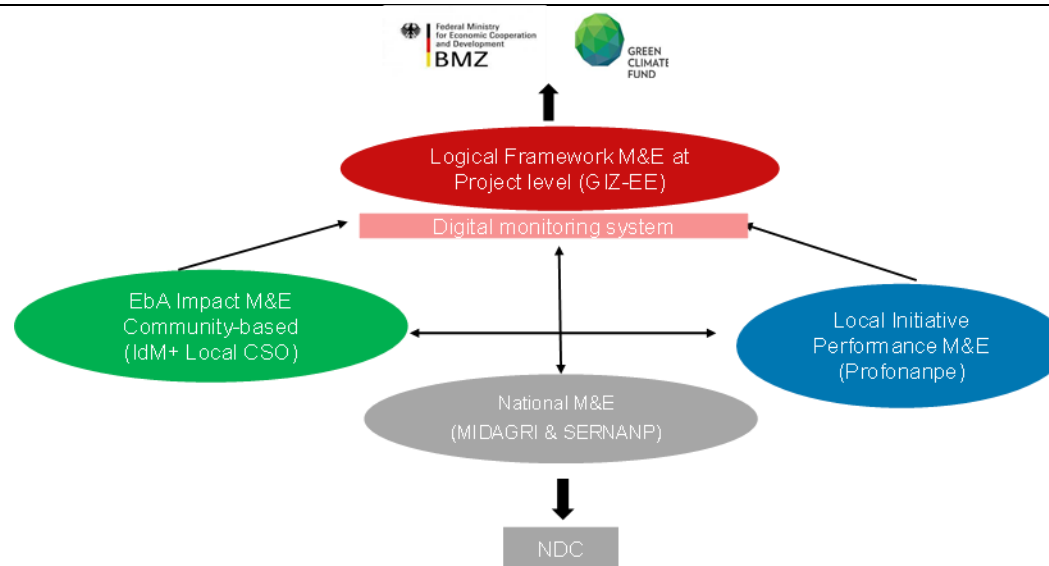 Federal Ministry
for Economic Cooperation
and Development
BMZ
GREEN
CLIMATE
FUND
Logical Framework M&E at
Project level (GIZ-EE)
Digital monitoring system
EbA Impact M&E
Community-based
(IdM+ Local CSO)
Local Initiative
Performance M&E
(Profonanpe)
National M&E
(MIDAGRI & SERNANP)
NDC